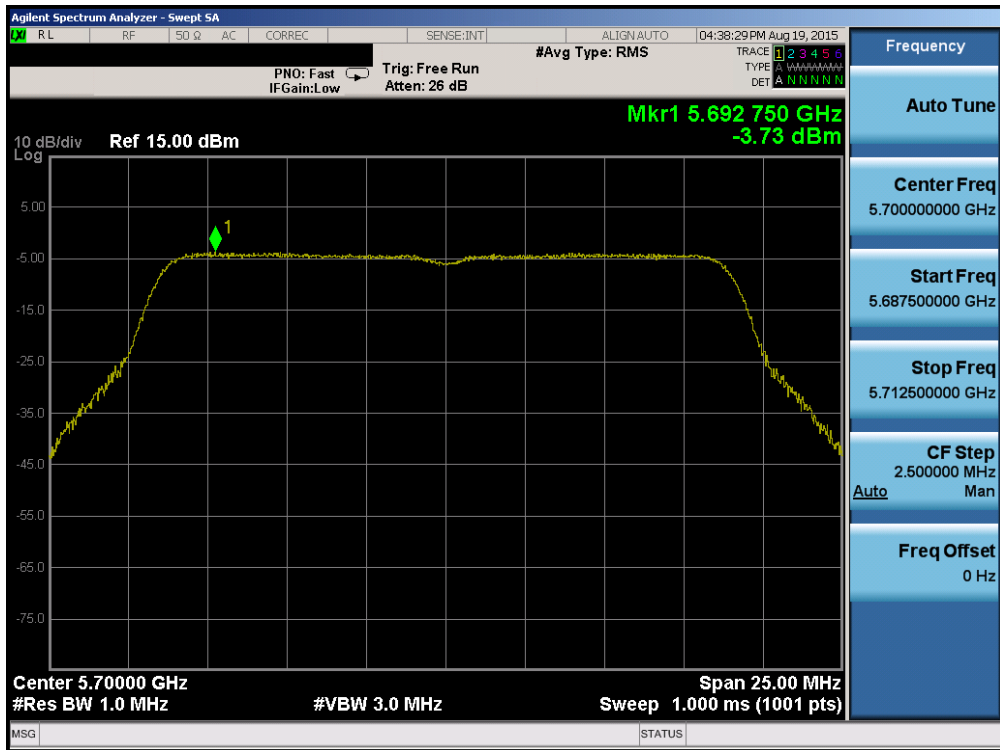 Agilent Spectrum Analyzer - Swept SA
LXI RL RF 50 Ω AC CORREC SENSE:INT ALIGN AUTO 04:38:29 PM Aug 19, 2015
#Avg Type: RMS
TRACE 1 2 3 4 5 6
TYPE A WWWWW
DET A N N N N N
PNO: Fast
IFGain:Low
Trig: Free Run
Atten: 26 dB
Mkr1 5.692 750 GHz
-3.73 dBm
10 dB/div Ref 15.00 dBm
Log
1
5.00
-5.00
-15.0
-25.0
-35.0
-45.0
-55.0
-65.0
-75.0
Center 5.70000 GHz Span 25.00 MHz
#Res BW 1.0 MHz #VBW 3.0 MHz Sweep 1.000 ms (1001 pts)
MSG STATUS
Frequency
Auto Tune
Center Freq
5.700000000 GHz
Start Freq
5.687500000 GHz
Stop Freq
5.712500000 GHz
CF Step
2.500000 MHz
Auto Man
Freq Offset
0 Hz